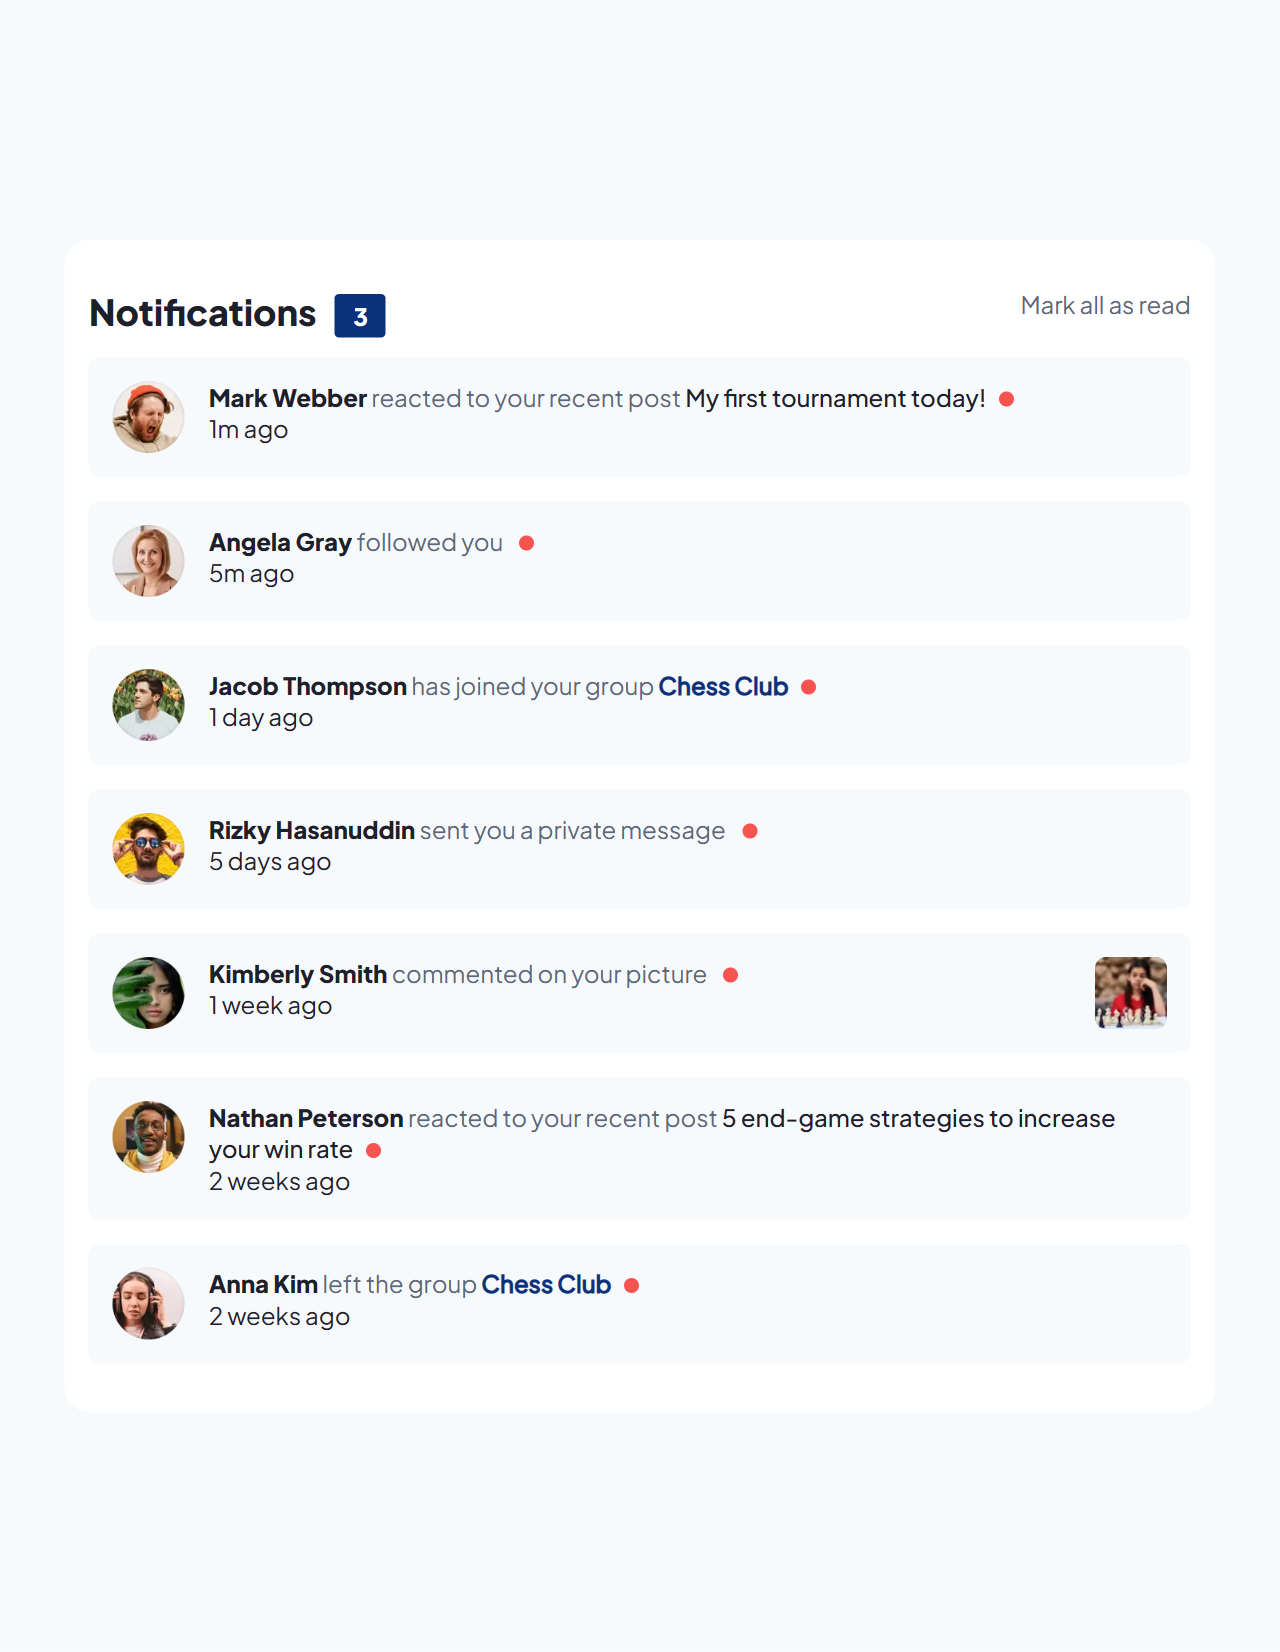 Notifications 3
Mark all as read
Mark Webber reacted to your recent post My first tournament today!
1m ago
Angela Gray followed you
5m ago
Jacob Thompson has joined your group Chess Club
1 day ago
Rizky Hasanuddin sent you a private message
5 days ago
Kimberly Smith commented on your picture
1 week ago
Nathan Peterson reacted to your recent post 5 end-game strategies to increase
your win rate
2 weeks ago
Anna Kim left the group Chess Club
2 weeks ago